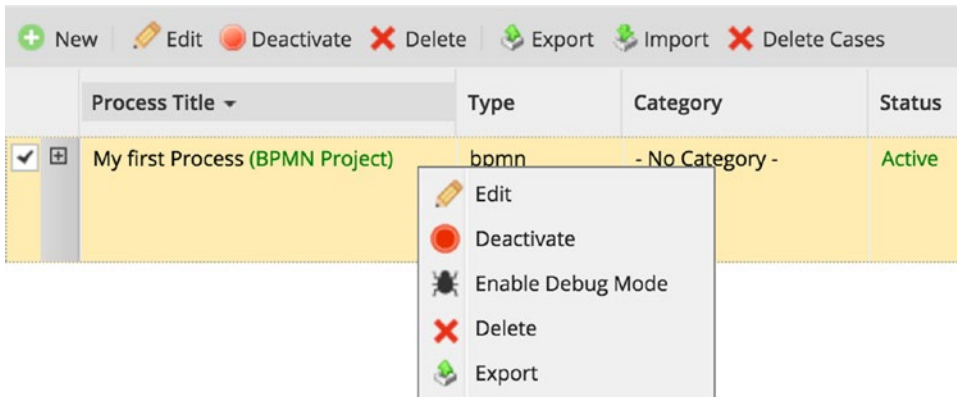 New Edit Deactivate Delete Export Import Delete Cases
Process Title Type Category Status
My first Process (BPMN Project) bpmn - No Category - Active
Edit
Deactivate
Enable Debug Mode
Delete
Export